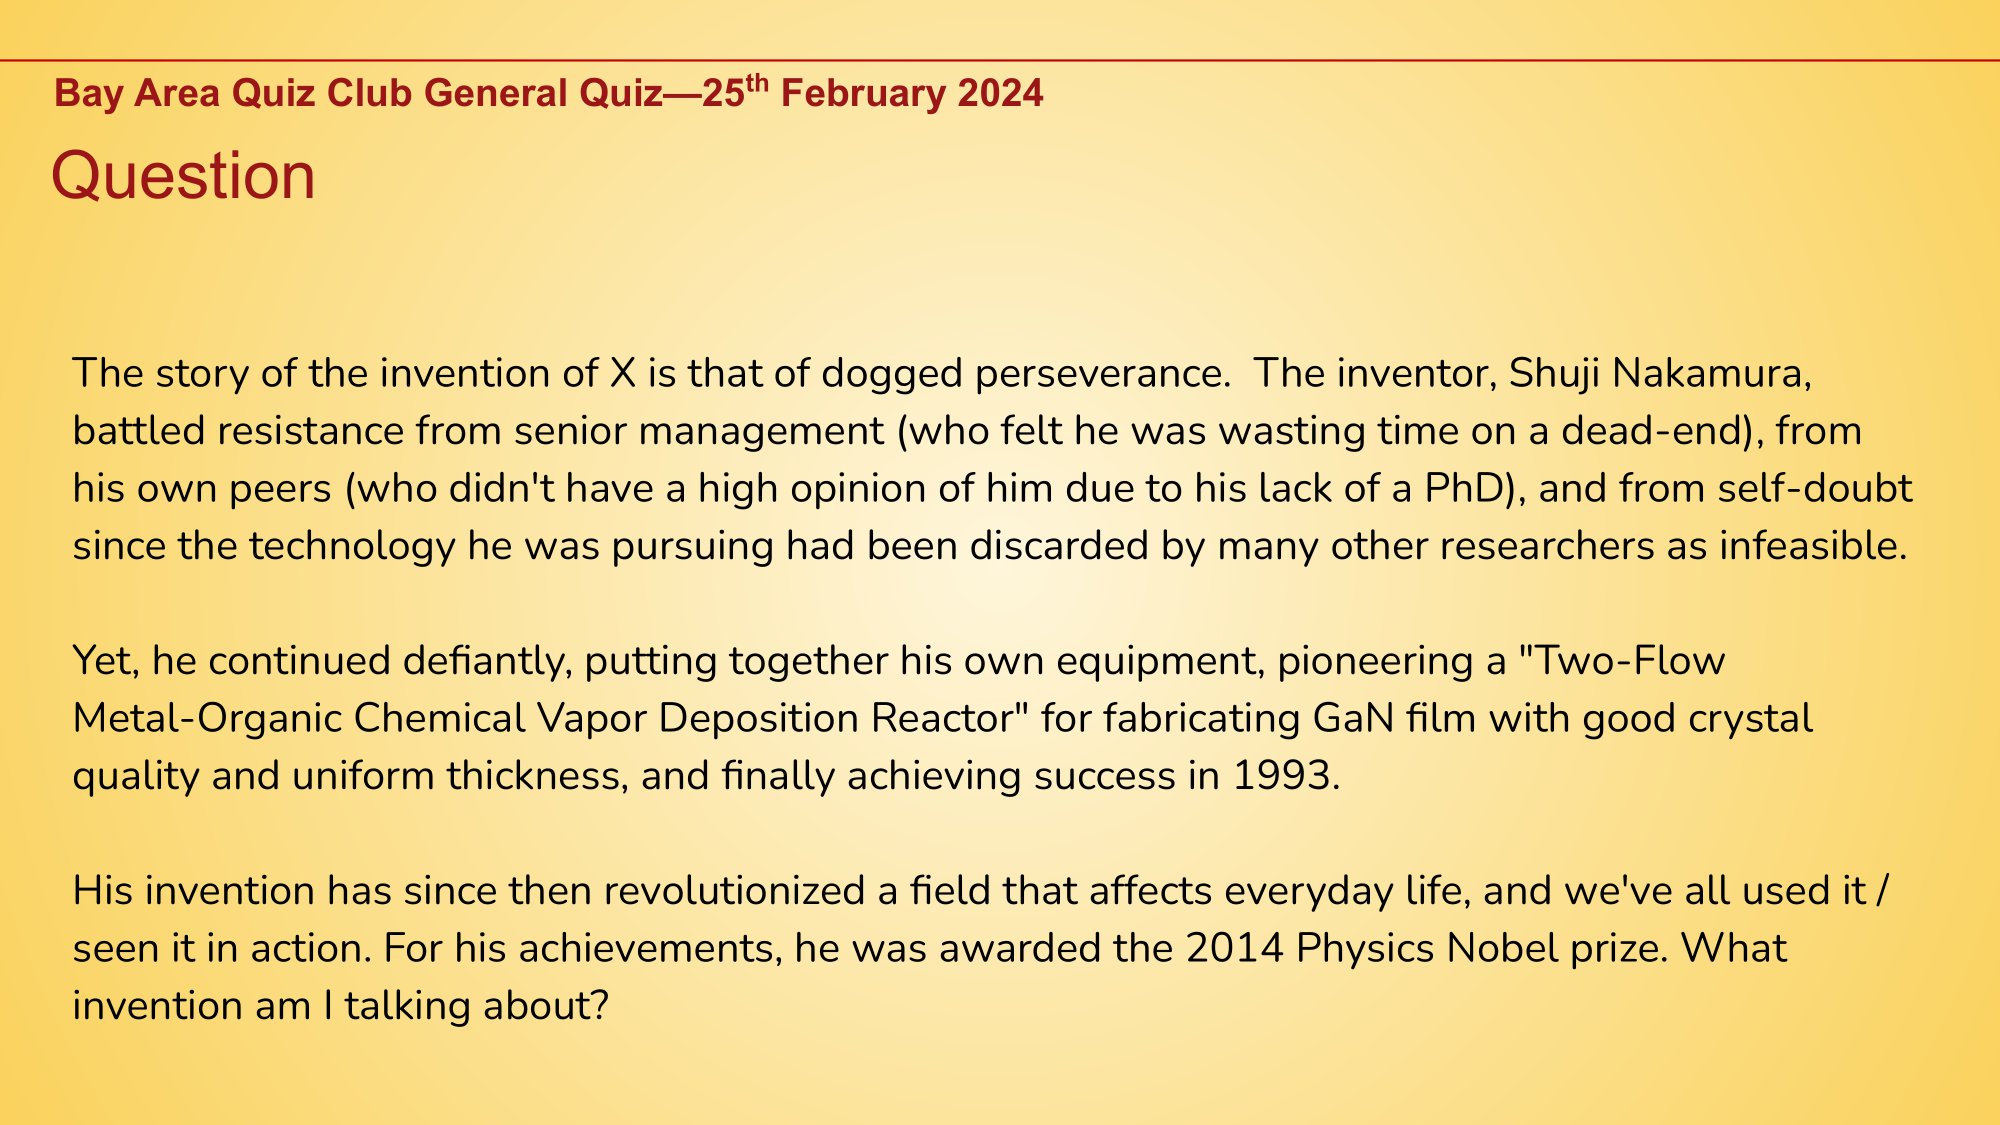 Bay Area Quiz Club General Quiz—25th February 2024
Question
The story of the invention of X is that of dogged perseverance.  The inventor, Shuji Nakamura,
battled resistance from senior management (who felt he was wasting time on a dead-end), from
his own peers (who didn't have a high opinion of him due to his lack of a PhD), and from self-doubt
since the technology he was pursuing had been discarded by many other researchers as infeasible.
Yet, he continued defiantly, putting together his own equipment, pioneering a "Two-Flow
Metal-Organic Chemical Vapor Deposition Reactor" for fabricating GaN film with good crystal
quality and uniform thickness, and finally achieving success in 1993.
His invention has since then revolutionized a field that affects everyday life, and we've all used it /
seen it in action. For his achievements, he was awarded the 2014 Physics Nobel prize. What
invention am I talking about?